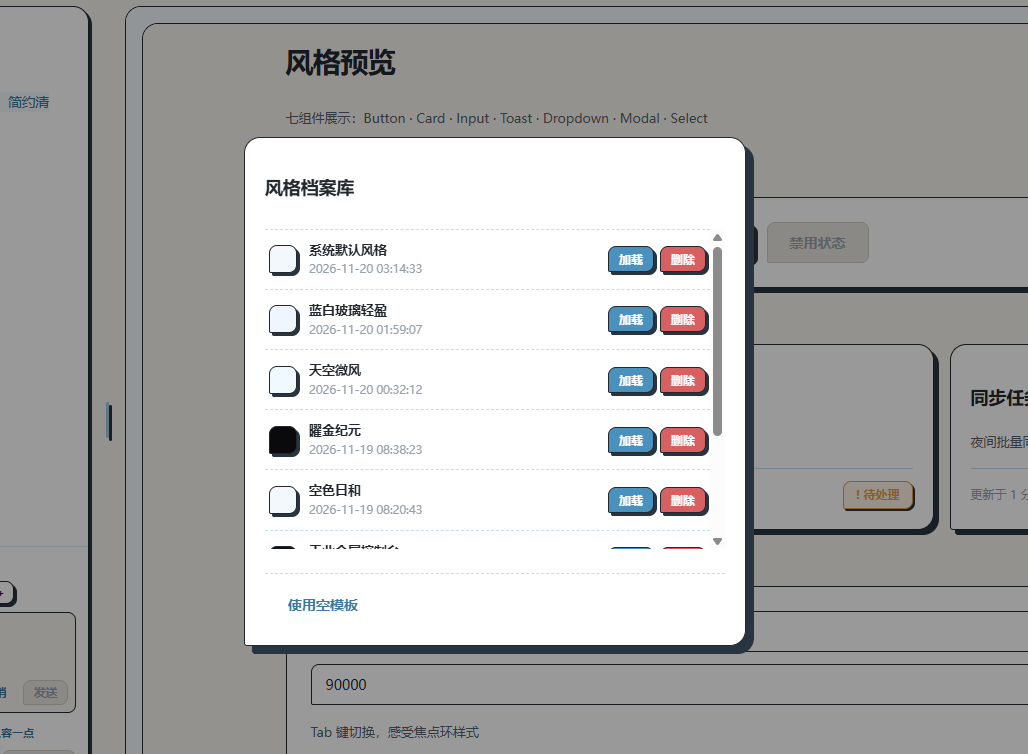 简约清
风格预览
七组件展示：Button · Card · Input · Toast · Dropdown · Modal · Select
风格档案库
系统默认风格
2026-11-20 03:14:33
加载 删除
蓝白玻璃轻盈
2026-11-20 01:59:07
加载 删除
天空微风
2026-11-20 00:32:12
加载 删除
曜金纪元
2026-11-19 08:38:23
加载 删除
空色日和
2026-11-19 08:20:43
加载 删除
使用空模板
禁用状态
同步任务
夜间批量同
! 待处理
更新于 1 分
发送
容一点
90000
Tab 键切换，感受焦点环样式